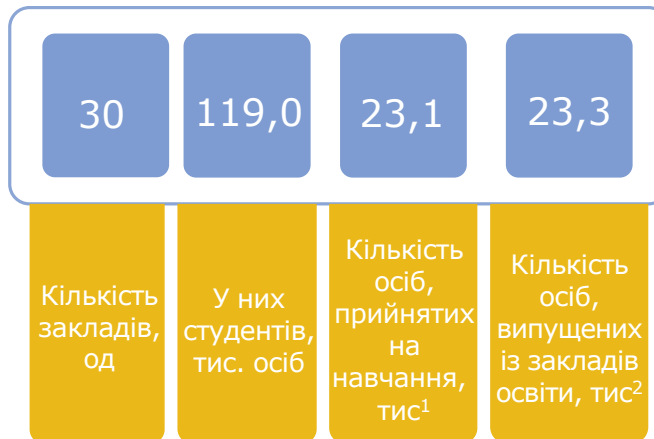 30
119,0
23,1
23,3
Кількість
закладів,
од
У них
студентів,
тис. осіб
Кількість
осіб,
прийнятих
на
навчання,
тис¹
Кількість
осіб,
випущених
із закладів
освіти, тис²